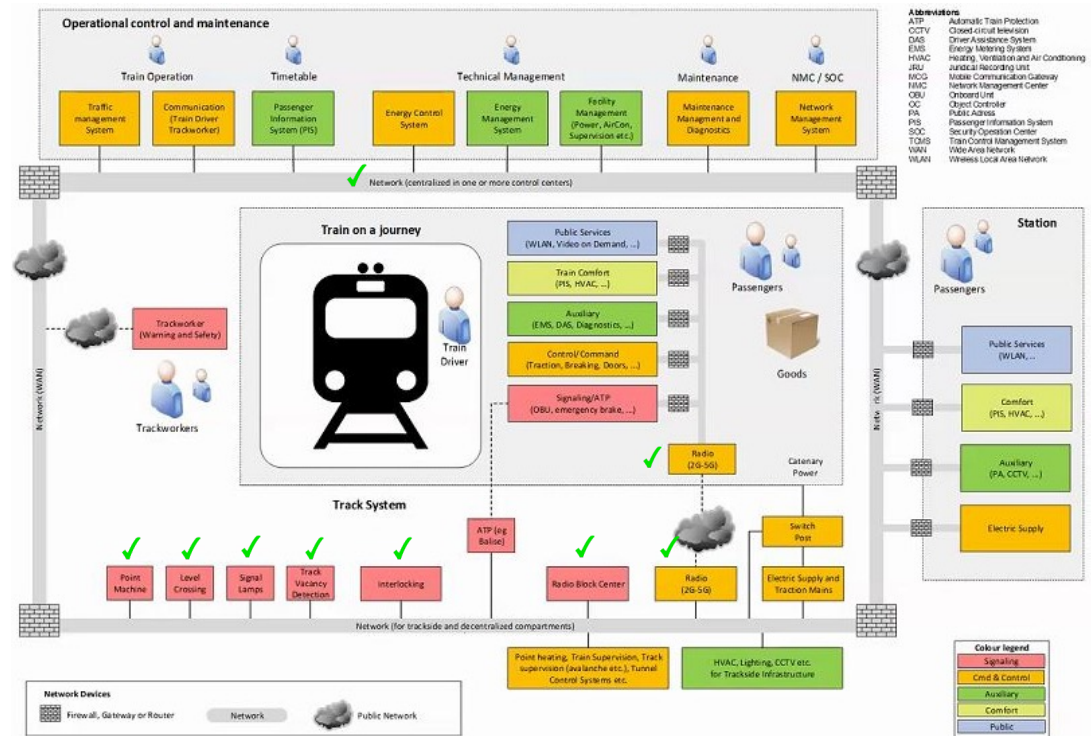 Operational control and maintenance
Train Operation
Timetable
Technical Management
Maintenance
NMC / SOC
Traffic
management
System
Communication
(Train Driver
Trackworker)
Passenger
Information
System (PIS)
Energy Control
System
Energy
Management
System
Facility
Management
(Power, AirCon,
Supervision etc.)
Maintenance
Managment and
Diagnostics
Network
Management
System
Network (centralized in one or more control centers)
Abbreviations
ATP Automatic Train Protection
CCTV Closed-circuit television
DAS Driver Assistance System
EMS Energy Metering System
HVAC Heating, Ventilation and Air Conditioning
JRU Juridical Recording Unit
MCG Mobile Communication Gateway
NMC Network Management Center
OBU Onboard Unit
OC Object Controller
PA Public Adress
PIS Passenger Information System
SOC Security Operation Center
TCMS Train Control Management System
WAN Wide Area Network
WLAN Wireless Local Area Network
Network (WAN)
Trackworker
(Warning and Safety)
Trackworkers
Train on a journey
Train
Driver
Public Services
(WLAN, Video on Demand, ...)
Train Comfort
(PIS, HVAC, ...)
Auxiliary
(EMS, DAS, Diagnostics, ...)
Control/Command
(Traction, Breaking, Doors, ...)
Signaling/ATP
(OBU, emergency brake, ...)
Passengers
Goods
Radio
(2G-5G)
Catenary
Power
Network (WAN)
Station
Passengers
Public Services
(WLAN, ...
Comfort
(PIS, HVAC, ...)
Auxiliary
(PA, CCTV, ...)
Electric Supply
Track System
Point
Machine
Level
Crossing
Signal
Lamps
Track
Vacancy
Detection
Interlocking
ATP (eg
Balise)
Radio Block Center
Radio
(2G-5G)
Switch
Post
Electric Supply and
Traction Mains
Network (for trackside and decentralized compartments)
Point heating, Train Supervision, Track
supervision (avalanche etc.), Tunnel
Control Systems etc.
HVAC, Lighting, CCTV etc.
for Trackside Infrastructure
Network Devices
Firewall, Gateway or Router
Network
Public Network
Colour legend
Signaling
Cmd & Control
Auxiliary
Comfort
Public